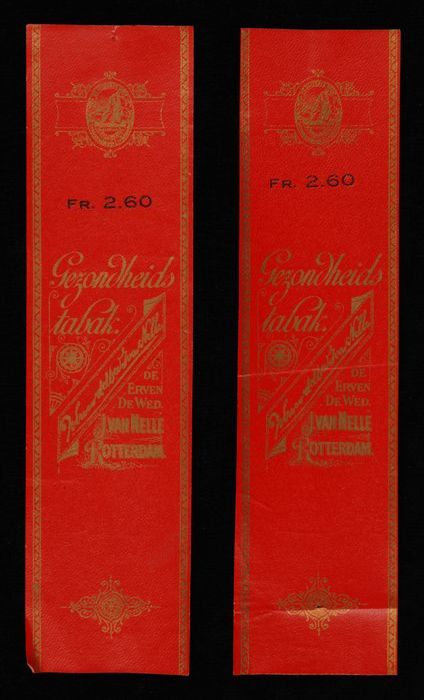 FR. 2.60
Gezondheids
tabak.
DE
ERVEN
DE WED.
J. VAN NELLE
ROTTERDAM.
FR. 2.60
Gezondheids
tabak.
DE
ERVEN
DE WED.
J. VAN NELLE
ROTTERDAM.